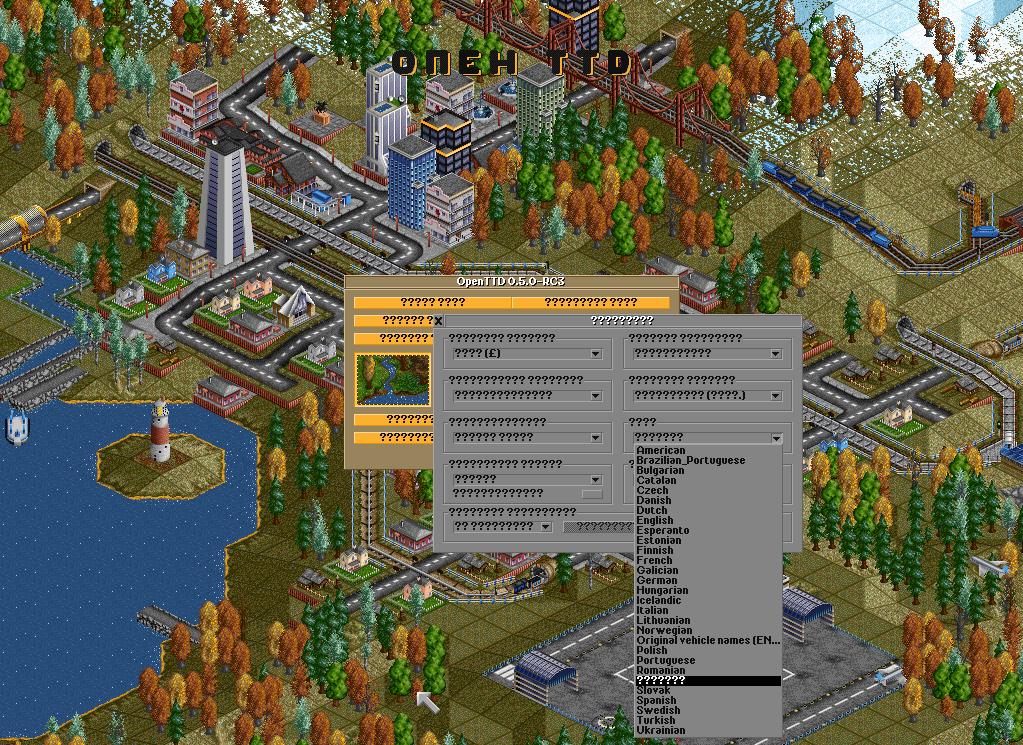 ОПЕН TTD
OpenTTD 0.5.0-RC3
????? ???? ????????? ????
?????? ?
???????
???????
????????
X ?????????
???????? ??????? ???????? ?????????
???? (£) ???????????
?????????? ???????? ???????? ???????
?????????????? ?????????? (????.)
?????????????? ????
?????? ????? ???????
?????????? ?????? ?
??????
?????????????
???????? ??????????
?? ????????? ????????
American
Brazilian_Portuguese
Bulgarian
Catalan
Czech
Danish
Dutch
English
Esperanto
Estonian
Finnish
French
Galician
German
Hungarian
Icelandic
Italian
Lithuanian
Norwegian
Original vehicle names (EN...
Polish
Portuguese
Romanian
???????
Slovak
Spanish
Swedish
Turkish
Ukrainian